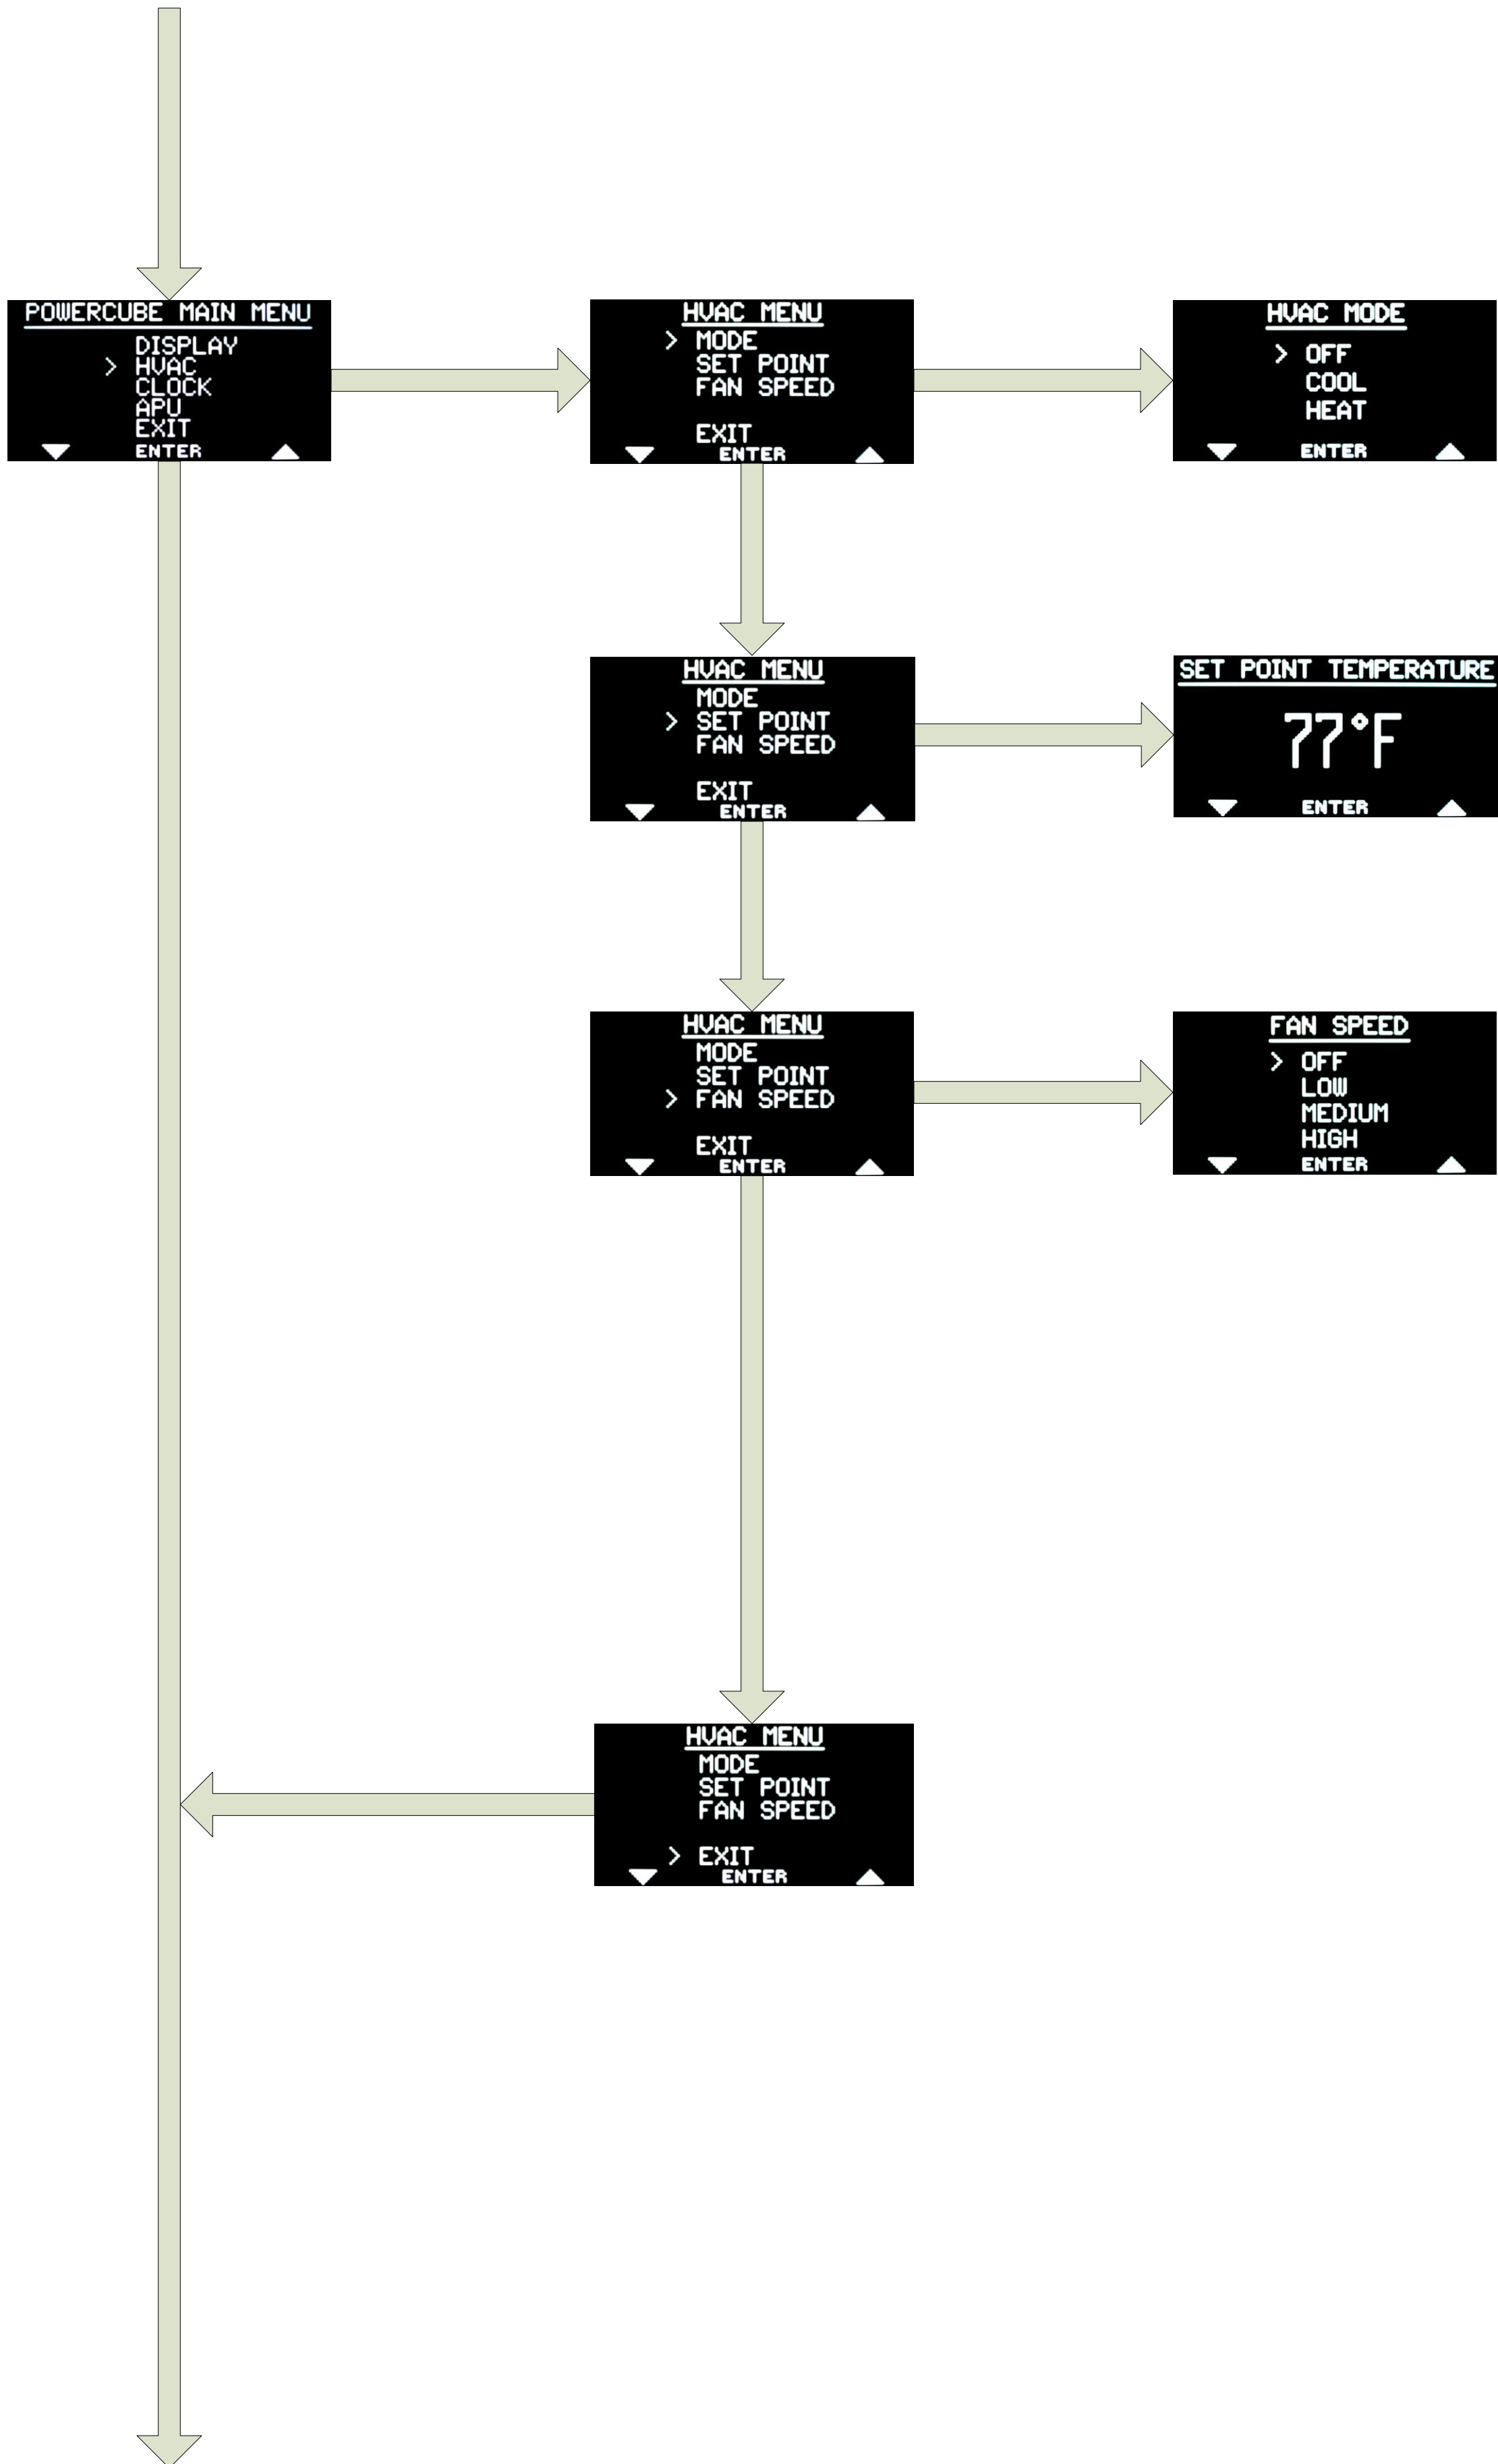 POWERCUBE MAIN MENU
DISPLAY
> HVAC
CLOCK
APU
EXIT
ENTER
HVAC MENU
> MODE
SET POINT
FAN SPEED
EXIT
ENTER
HVAC MODE
> OFF
COOL
HEAT
ENTER
HVAC MENU
MODE
> SET POINT
FAN SPEED
EXIT
ENTER
SET POINT TEMPERATURE
77°F
ENTER
HVAC MENU
MODE
SET POINT
> FAN SPEED
EXIT
ENTER
FAN SPEED
> OFF
LOW
MEDIUM
HIGH
ENTER
HVAC MENU
MODE
SET POINT
FAN SPEED
> EXIT
ENTER